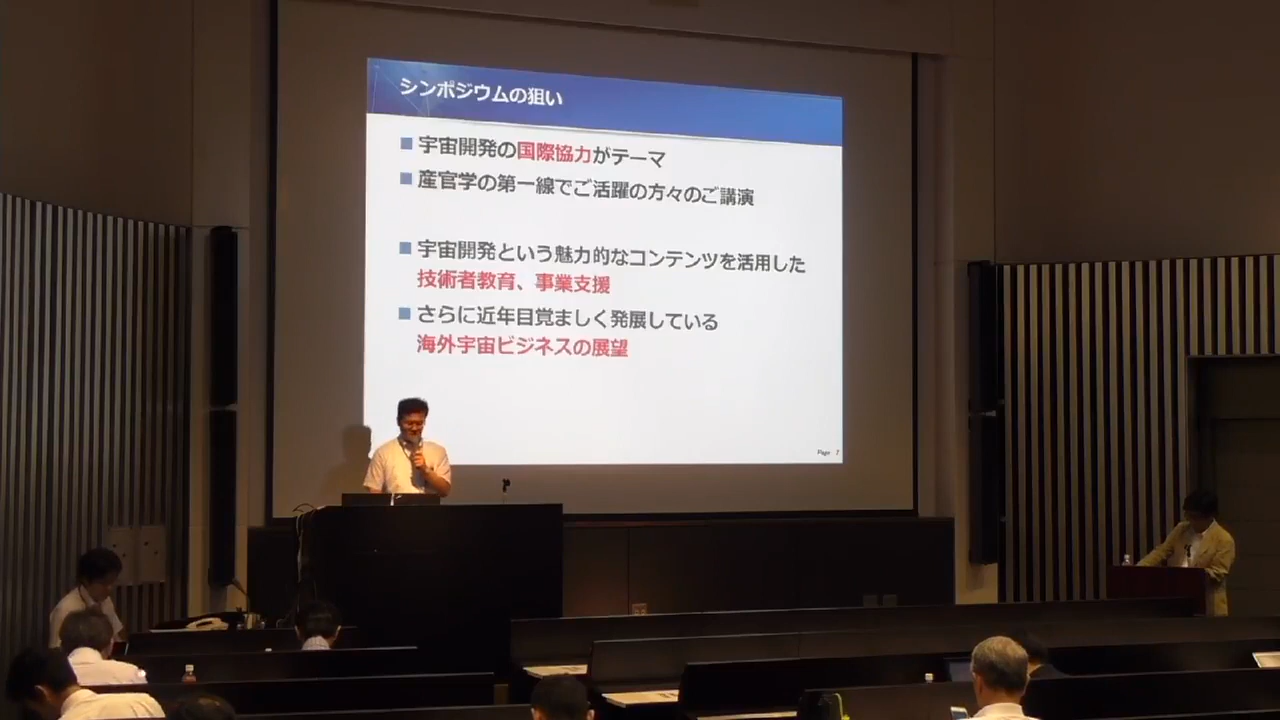 シンポジウムの狙い
宇宙開発の国際協力がテーマ
産官学の第一線でご活躍の方々のご講演
宇宙開発という魅力的なコンテンツを活用した
技術者教育、事業支援
さらに近年目覚ましく発展している
海外宇宙ビジネスの展望
Page 7